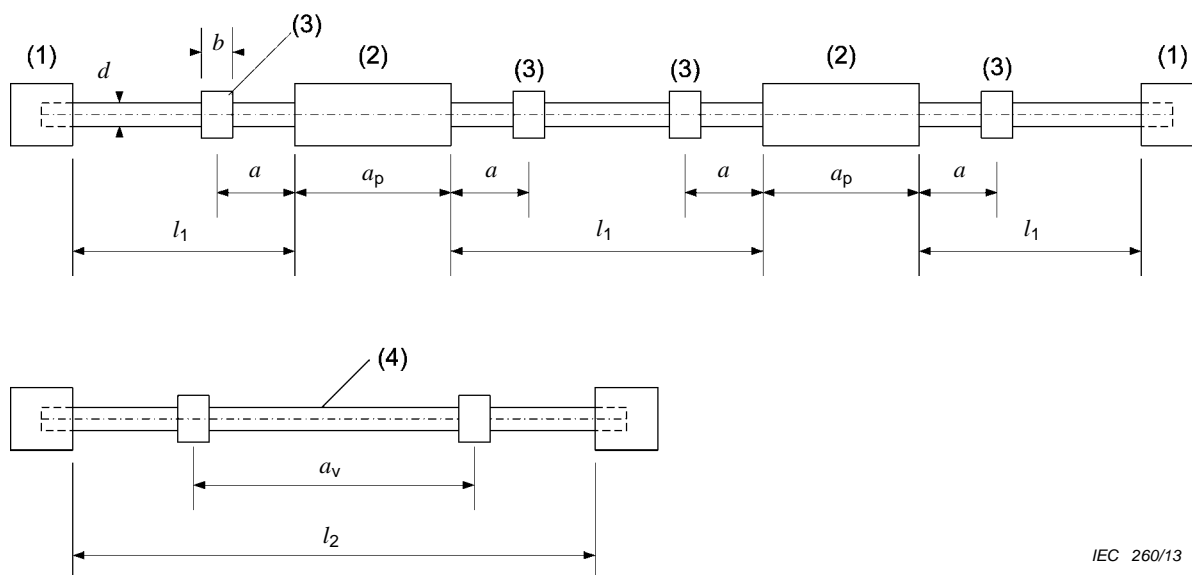 (1) d b (3) (2) (3) (3) (2) (3) (1)
a aₚ a a aₚ a
l₁ l₁ l₁
(4)
aᵥ
l₂
IEC 260/13